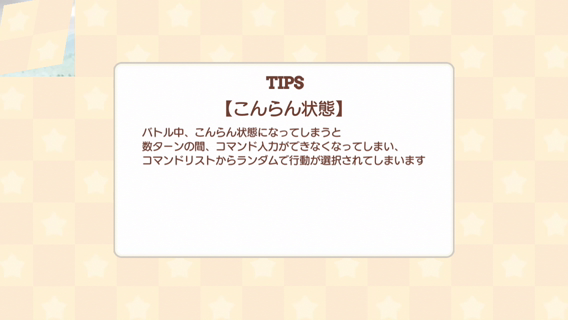 TIPS
【こんらん状態】
バトル中、こんらん状態になってしまうと
数ターンの間、コマンド入力ができなくなってしまい、
コマンドリストからランダムで行動が選択されてしまいます